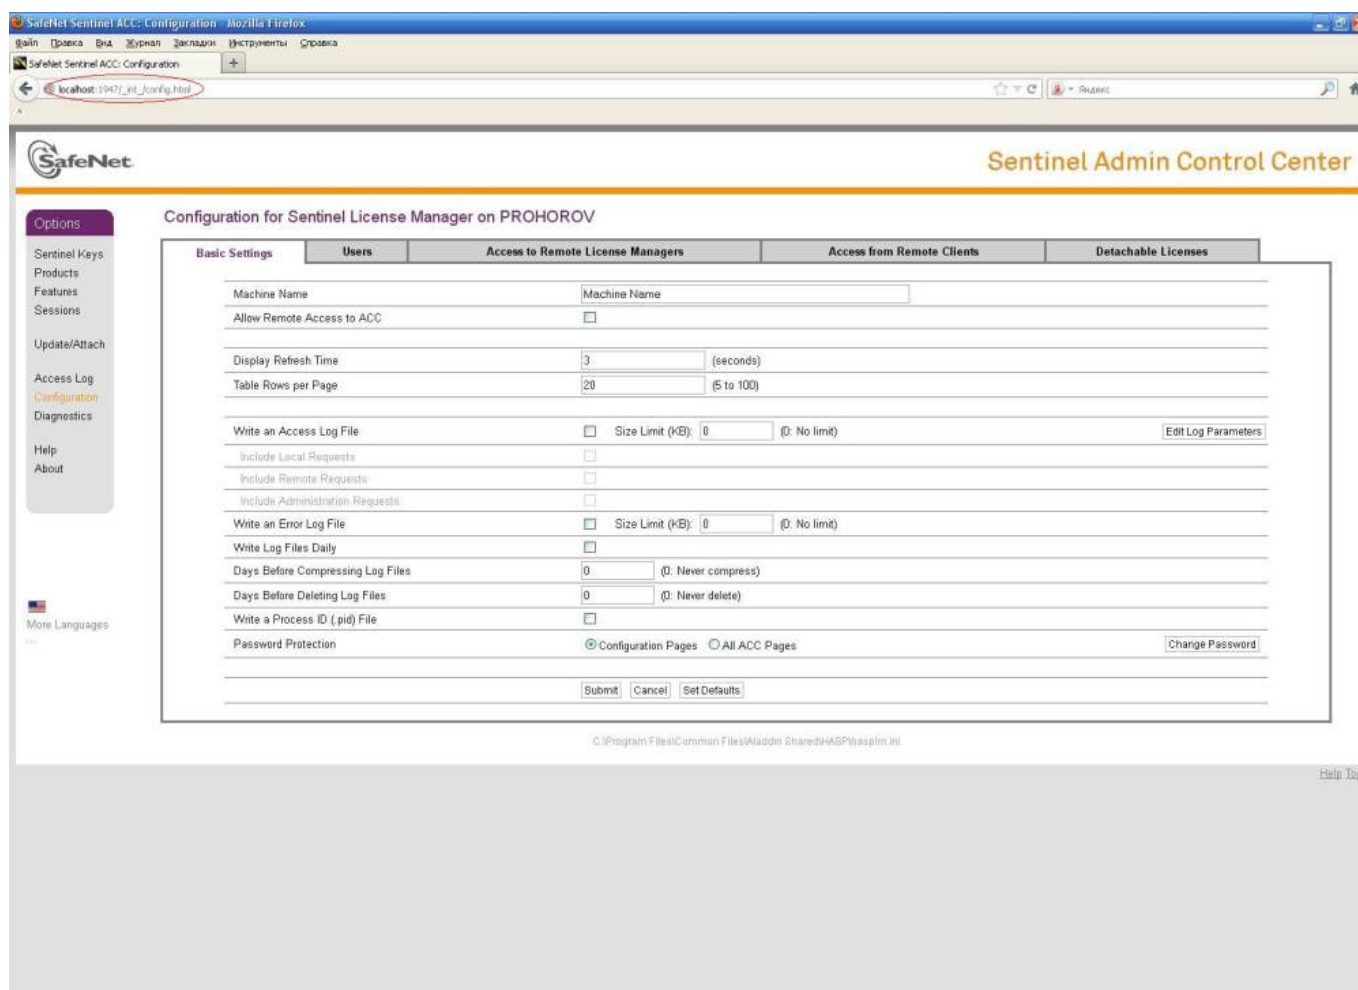 SafeNet Sentinel ACC: Configuration - Mozilla Firefox
Файл Правка Вид Журнал Закладки Инструменты Справка
SafeNet Sentinel ACC: Configuration +
localhost:1947/_int_/config.html Яндекс
SafeNet Sentinel Admin Control Center
Options
Sentinel Keys
Products
Features
Sessions
Update/Attach
Access Log
Configuration
Diagnostics
Help
About
More Languages
...
Configuration for Sentinel License Manager on PROHOROV
Basic Settings Users Access to Remote License Managers Access from Remote Clients Detachable Licenses
Machine Name Machine Name
Allow Remote Access to ACC
Display Refresh Time 3 (seconds)
Table Rows per Page 20 (5 to 100)
Write an Access Log File Size Limit (KB): 0 (0: No limit) Edit Log Parameters
Include Local Requests
Include Remote Requests
Include Administration Requests
Write an Error Log File Size Limit (KB): 0 (0: No limit)
Write Log Files Daily
Days Before Compressing Log Files 0 (0: Never compress)
Days Before Deleting Log Files 0 (0: Never delete)
Write a Process ID (.pid) File
Password Protection Configuration Pages All ACC Pages Change Password
Submit Cancel Set Defaults
C:\Program Files\Common Files\Aladdin Shared\HASP\hasplm.ini
Help